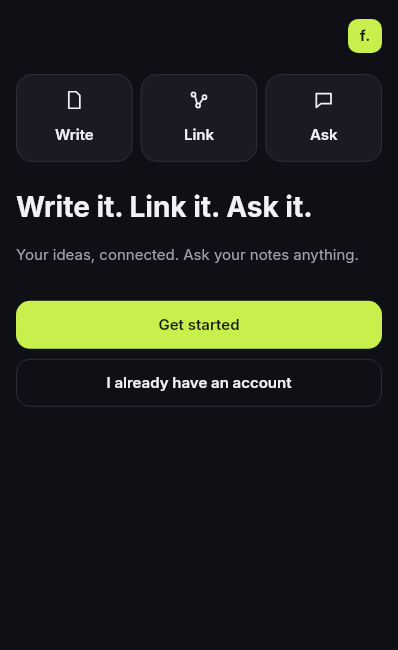 f.
Write
Link
Ask
Write it. Link it. Ask it.
Your ideas, connected. Ask your notes anything.
Get started
I already have an account